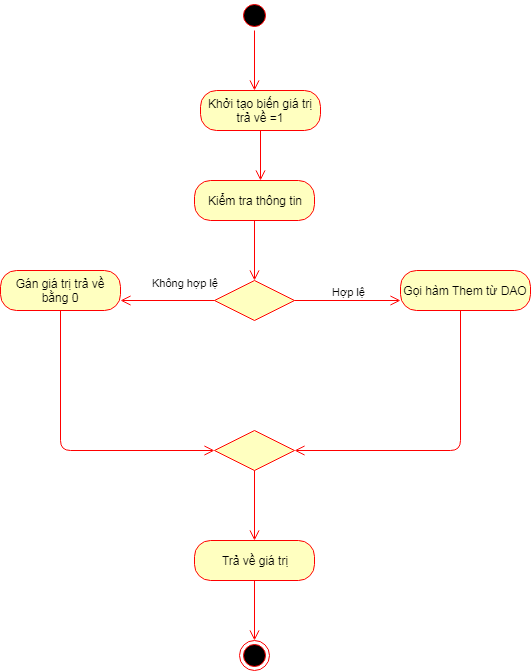 Khởi tạo biến giá trị
trả về =1
Kiểm tra thông tin
Không hợp lệ
Hợp lệ
Gán giá trị trả về
bằng 0
Gọi hàm Them từ DAO
Trả về giá trị